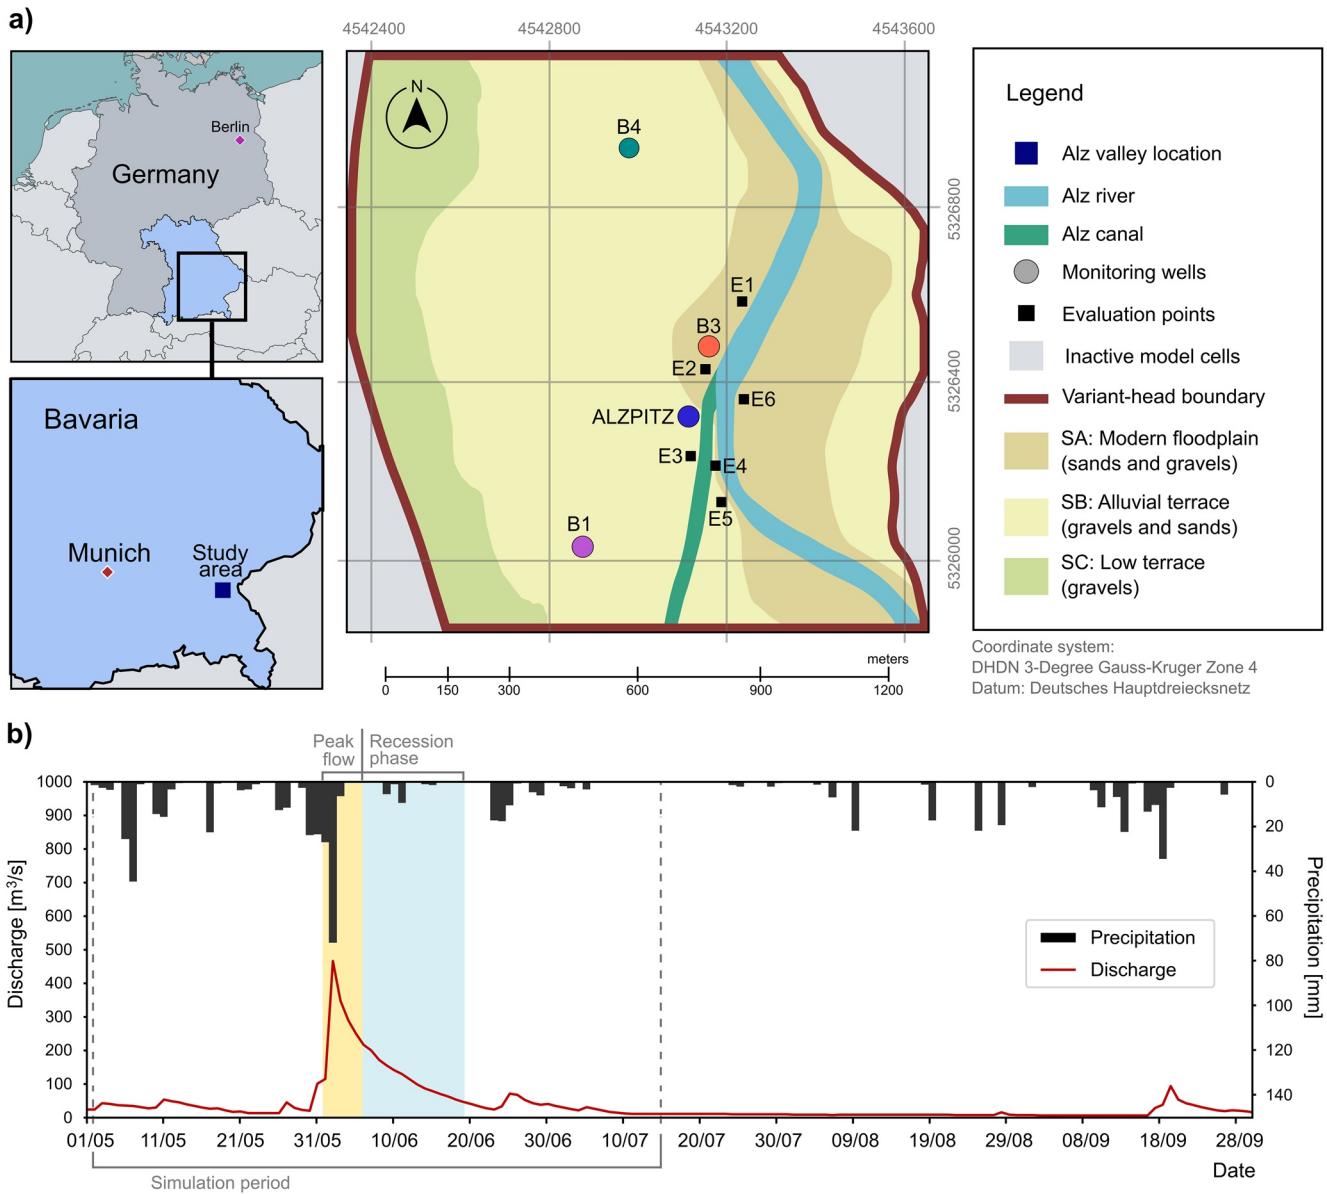 a)
Berlin
Germany
Bavaria
Munich
Study
area
4542400
4542800
4543200
4543600
N
B4
5326800
E1
B3
E2
5326400
E6
ALZPITZ
E3
E4
E5
B1
5326000
meters
0
150
300
600
900
1200
Legend
Alz valley location
Alz river
Alz canal
Monitoring wells
Evaluation points
Inactive model cells
Variant-head boundary
SA: Modern floodplain
(sands and gravels)
SB: Alluvial terrace
(gravels and sands)
SC: Low terrace
(gravels)
Coordinate system:
DHDN 3-Degree Gauss-Kruger Zone 4
Datum: Deutsches Hauptdreiecksnetz
b)
Peak
flow
Recession
phase
1000
900
800
700
600
500
400
300
200
100
0
Discharge [m³/s]
0
20
40
60
80
100
120
140
Precipitation [mm]
Precipitation
Discharge
01/05
11/05
21/05
31/05
10/06
20/06
30/06
10/07
20/07
30/07
09/08
19/08
29/08
08/09
18/09
28/09
Date
Simulation period